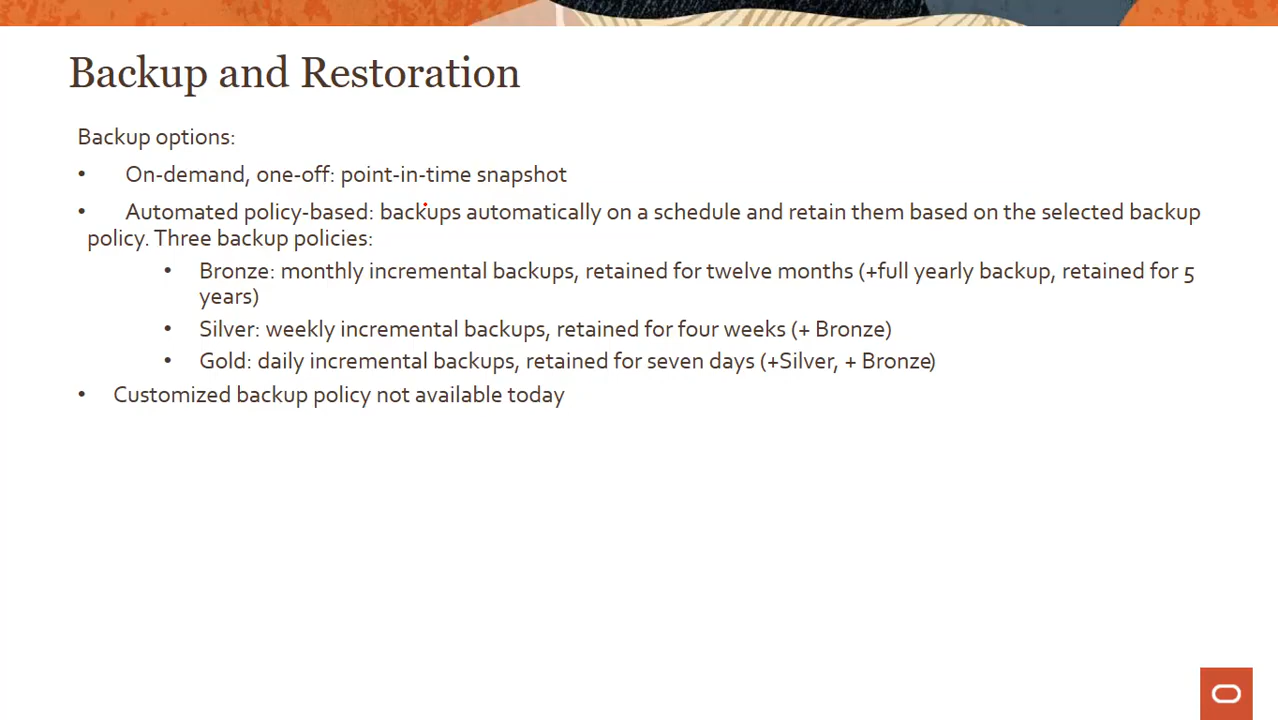 Backup and Restoration
Backup options:
• On-demand, one-off: point-in-time snapshot
• Automated policy-based: backups automatically on a schedule and retain them based on the selected backup
policy. Three backup policies:
• Bronze: monthly incremental backups, retained for twelve months (+full yearly backup, retained for 5
years)
• Silver: weekly incremental backups, retained for four weeks (+ Bronze)
• Gold: daily incremental backups, retained for seven days (+Silver, + Bronze)
• Customized backup policy not available today